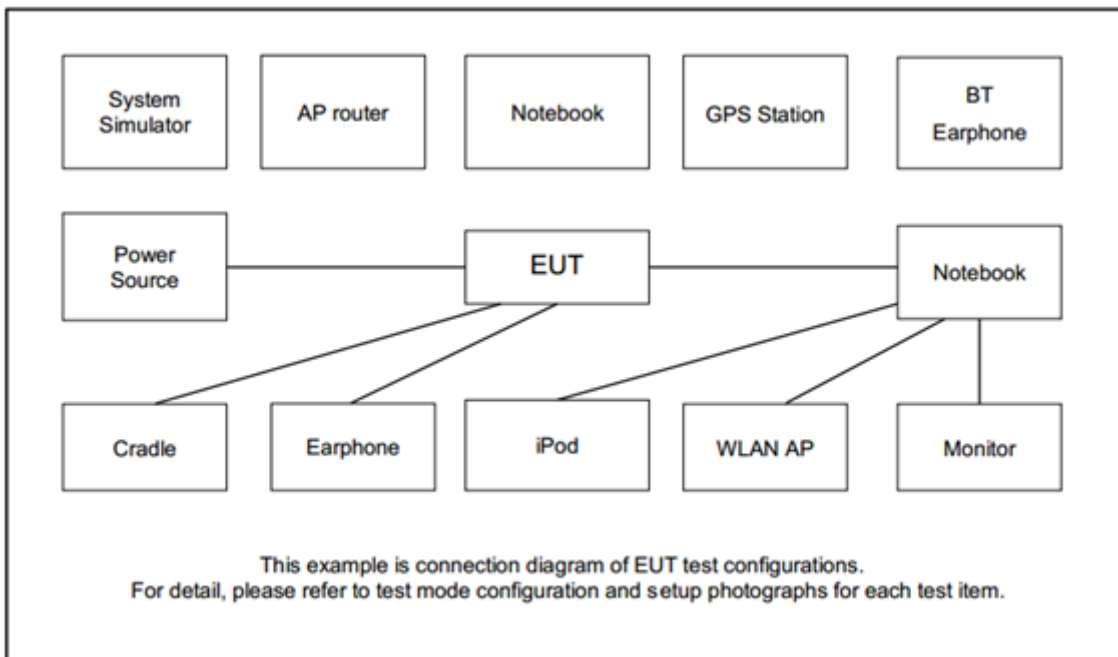 System
Simulator
AP router
Notebook
GPS Station
BT
Earphone
Power
Source
EUT
Notebook
Cradle
Earphone
iPod
WLAN AP
Monitor
This example is connection diagram of EUT test configurations.
For detail, please refer to test mode configuration and setup photographs for each test item.